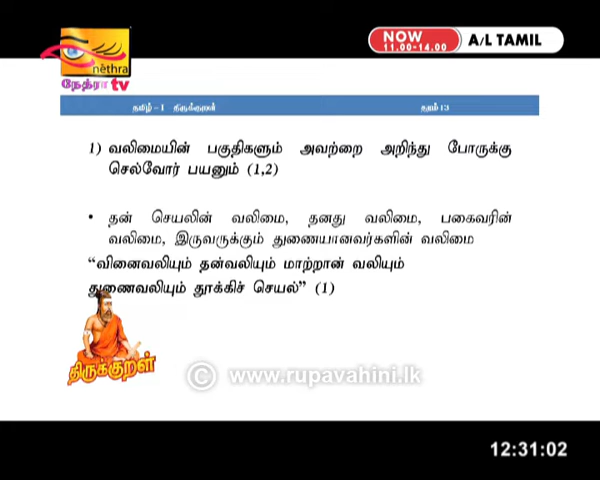 NOW
11.00-14.00
A/L TAMIL
nēthra
நேத்ரா tv
தமிழ் – I திருக்குறள்
தரம் 13
1) வலிமையின் பகுதிகளும் அவற்றை அறிந்து போருக்கு
செல்வோர் பயனும் (1,2)
• தன் செயலின் வலிமை, தனது வலிமை, பகைவரின்
வலிமை, இருவருக்கும் துணையானவர்களின் வலிமை
“வினைவலியும் தன்வலியும் மாற்றான் வலியும்
துணைவலியும் தூக்கிச் செயல்” (1)
திருக்குறள்
© www.rupavahini.lk
12:31:02